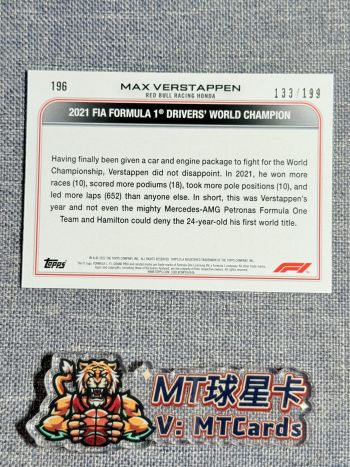 196
MAX VERSTAPPEN
133/199
RED BULL RACING HONDA
2021 FIA FORMULA 1® DRIVERS' WORLD CHAMPION
Having finally been given a car and engine package to fight for the World
Championship, Verstappen did not disappoint. In 2021, he won more
races (10), scored more podiums (18), took more pole positions (10), and
led more laps (652) than anyone else. In short, this was Verstappen's
year and not even the mighty Mercedes-AMG Petronas Formula One
Team and Hamilton could deny the 24-year-old his first world title.
Topps
F1
MT球星卡
V: MTCards